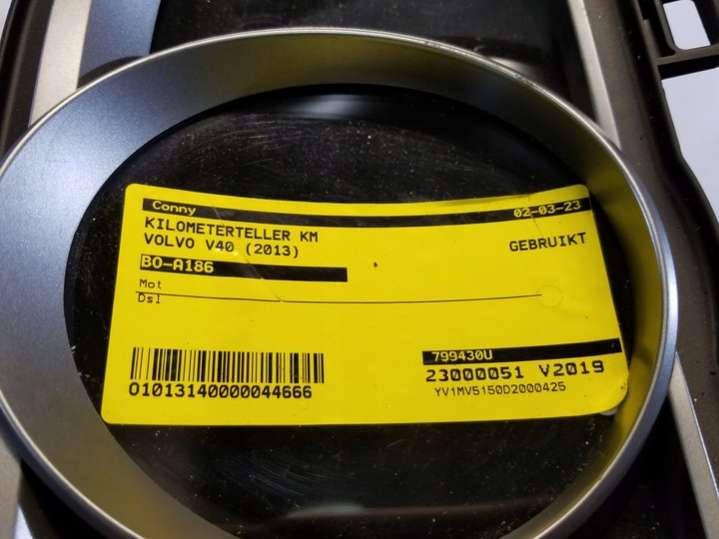 Conny 02-03-23
KILOMETERTELLER KM
VOLVO V40 (2013) GEBRUIKT
BO-A186
Mot
Dsl
799430U
23000051 V2019
YV1MV5150D2000425
01013140000044666